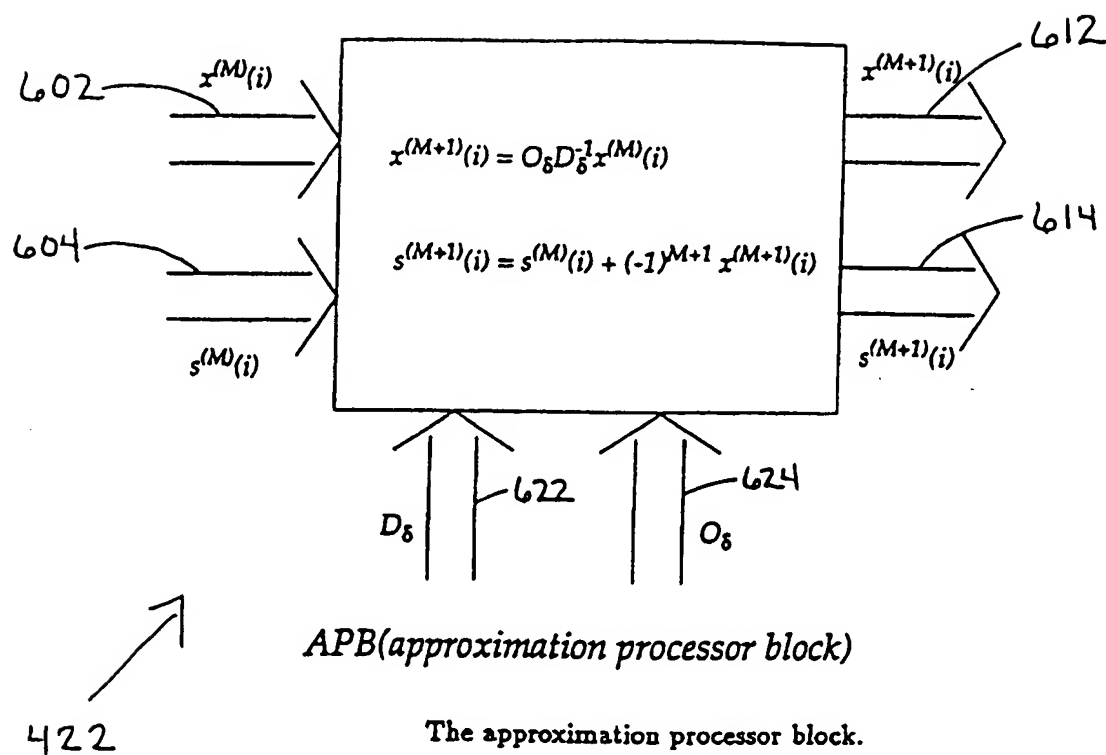 612
602
x^(M)(i)
x^(M+1)(i)
x^(M+1)(i) = O_δ D_δ^-1 x^(M)(i)
604
614
s^(M+1)(i) = s^(M)(i) + (-1)^M+1 x^(M+1)(i)
s^(M)(i)
s^(M+1)(i)
622
624
D_δ
O_δ
APB(approximation processor block)
422
The approximation processor block.